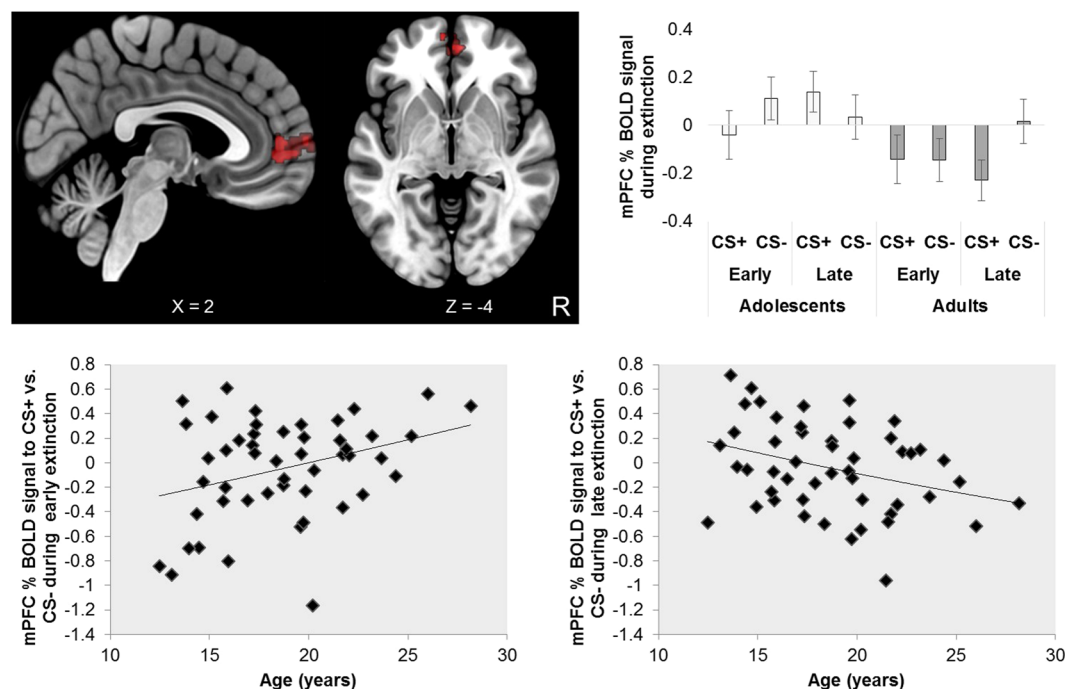 X = 2
Z = -4
R
mPFC % BOLD signal
during extinction
0.4
0.2
0
-0.2
-0.4
CS+ CS- CS+ CS- CS+ CS- CS+ CS-
Early Late Early Late
Adolescents Adults
mPFC % BOLD signal to CS+ vs.
CS- during early extinction
0.8
0.6
0.4
0.2
0
-0.2
-0.4
-0.6
-0.8
-1
-1.2
-1.4
10 15 20 25 30
Age (years)
mPFC % BOLD signal to CS+ vs.
CS- during late extinction
0.8
0.6
0.4
0.2
0
-0.2
-0.4
-0.6
-0.8
-1
-1.2
-1.4
10 15 20 25 30
Age (years)